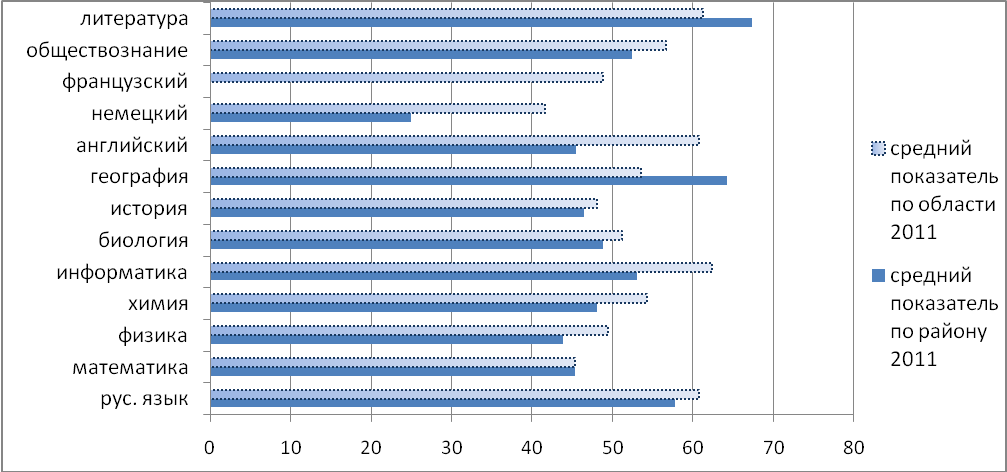 литература
обществознание
французский
немецкий
английский
география
история
биология
информатика
химия
физика
математика
рус. язык
0 10 20 30 40 50 60 70 80
средний
показатель
по области
2011
средний
показатель
по району
2011